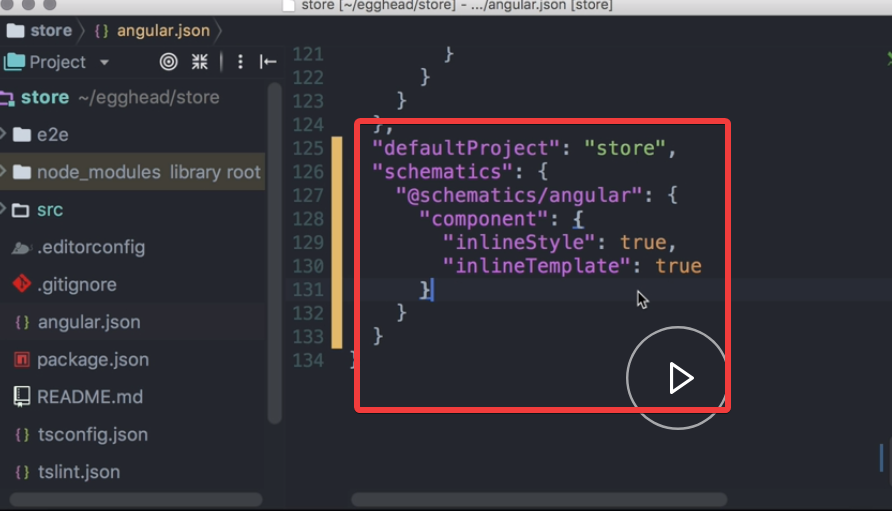 store [~/egghead/store] - .../angular.json [store]
store {} angular.json
Project
store ~/egghead/store
e2e
node_modules library root
src
.editorconfig
.gitignore
{} angular.json
package.json
README.md
{} tsconfig.json
{} tslint.json
121 }
122 }
123 }
124 },
125 "defaultProject": "store",
126 "schematics": {
127 "@schematics/angular": {
128 "component": {
129 "inlineStyle": true,
130 "inlineTemplate": true
131 }
132 }
133 }
134 }